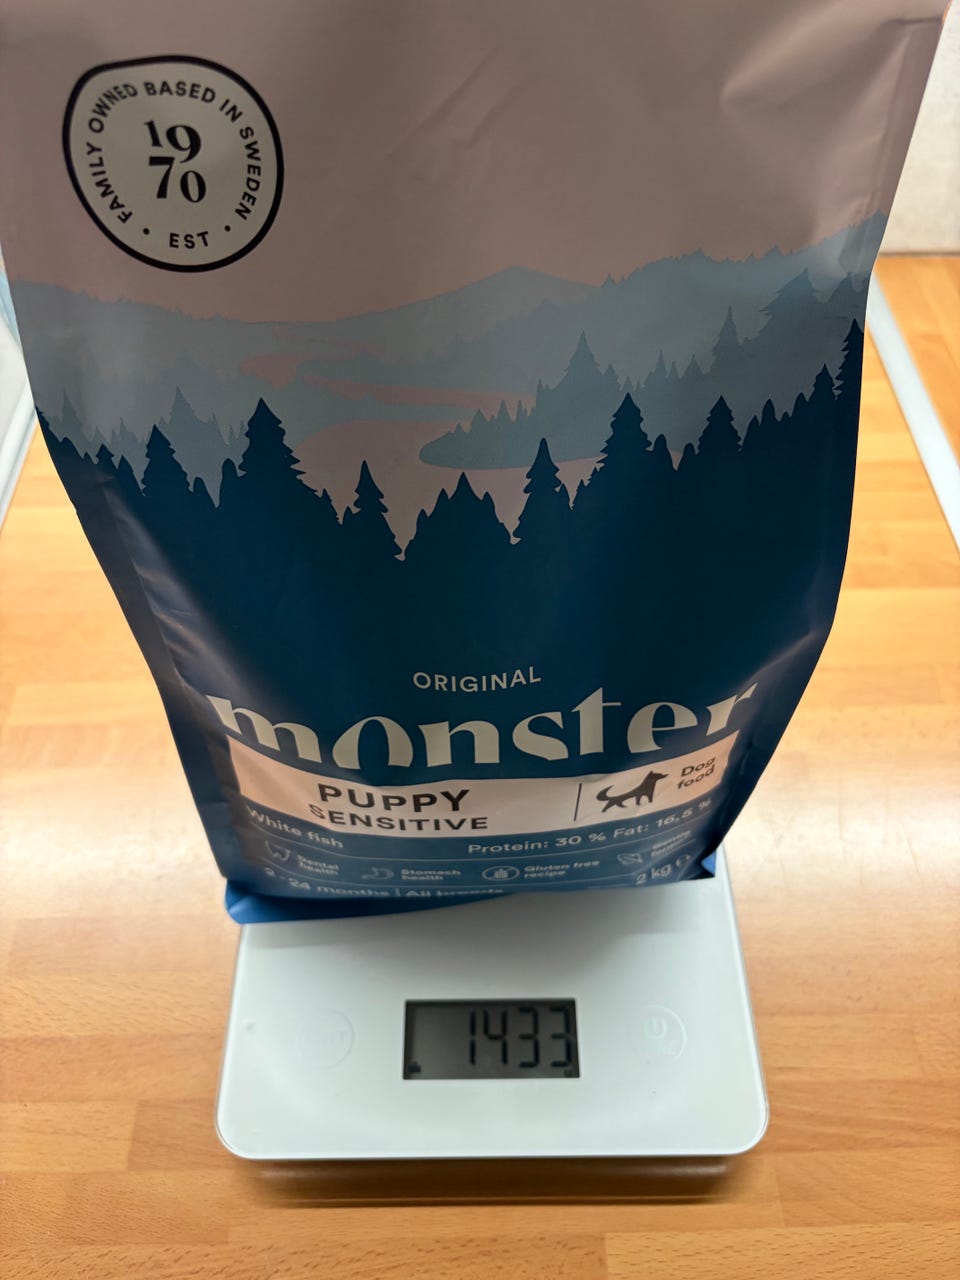 FAMILY OWNED BASED IN SWEDEN
19
70
• EST •
ORIGINAL
monster
PUPPY
SENSITIVE
Dog
food
White fish
Protein: 30 % Fat: 16,5 %
Dental
health
Stomach
health
Gluten free
recipe
24 months | All breeds
2 kg ℮
1433